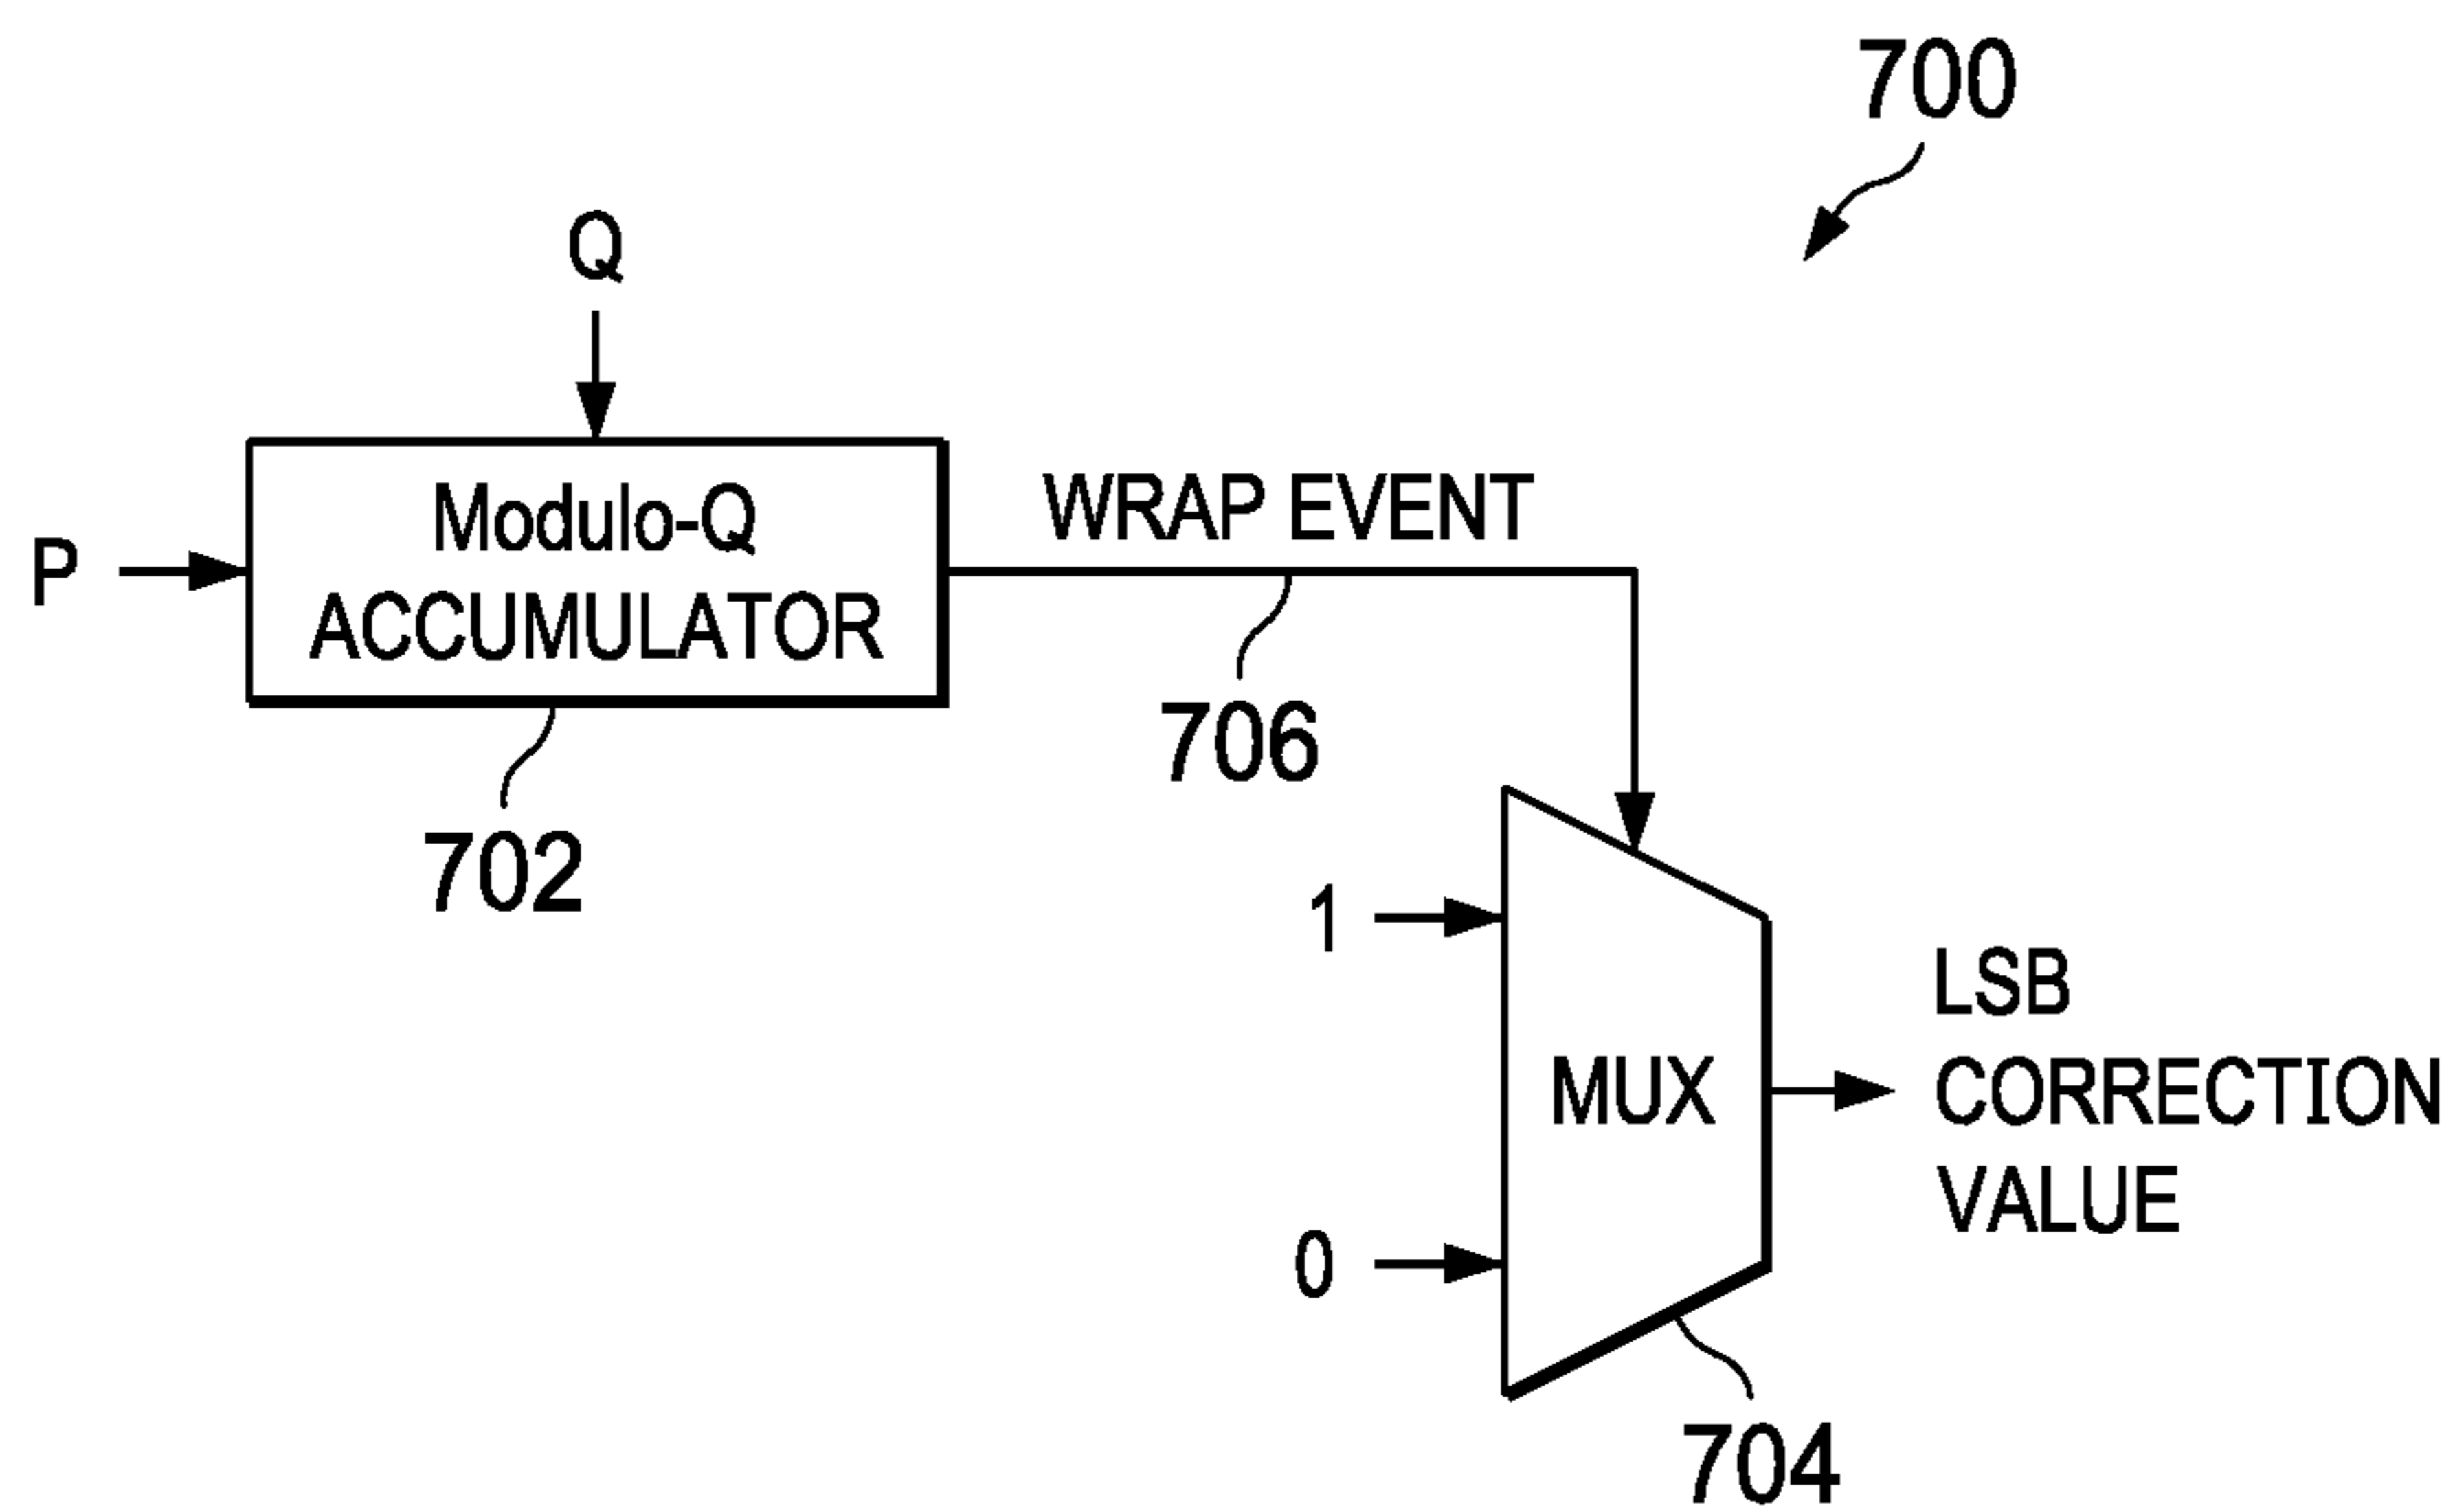 700
Q
P
Modulo-Q
ACCUMULATOR
WRAP EVENT
706
702
1
MUX
LSB
CORRECTION
VALUE
0
704